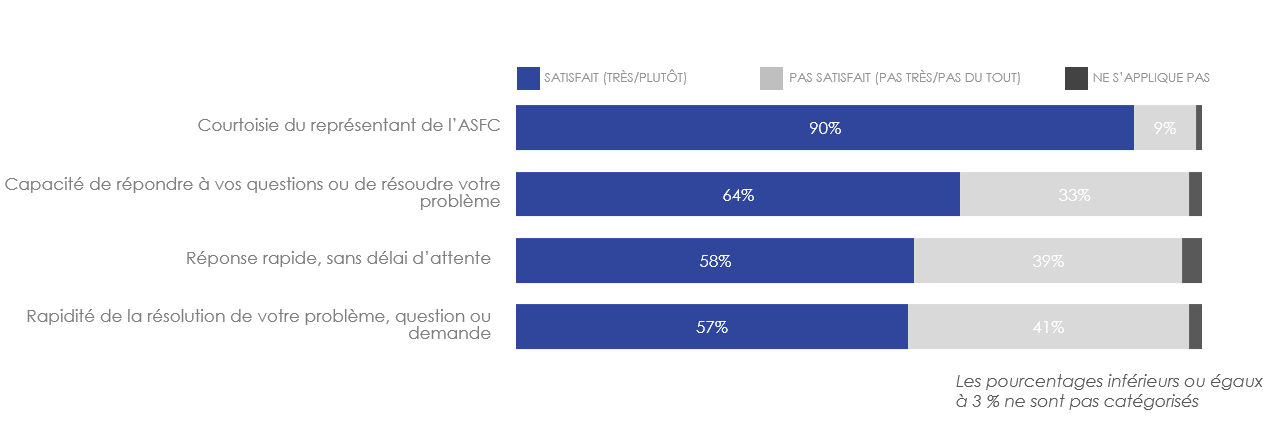 SATISFAIT (TRÈS/PLUTÔT) PAS SATISFAIT (PAS TRÈS/PAS DU TOUT) NE S’APPLIQUE PAS
Courtoisie du représentant de l’ASFC 90% 9%
Capacité de répondre à vos questions ou de résoudre votre
problème 64% 33%
Réponse rapide, sans délai d’attente 58% 39%
Rapidité de la résolution de votre problème, question ou
demande 57% 41%
Les pourcentages inférieurs ou égaux
à 3 % ne sont pas catégorisés